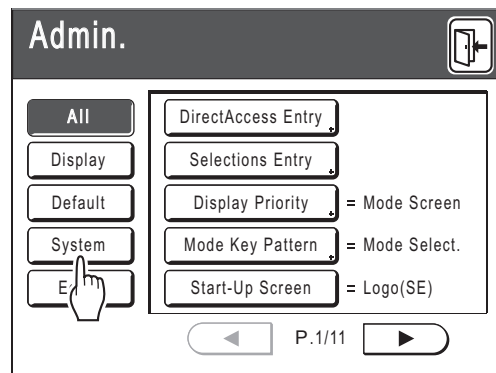 Admin.
All
DirectAccess Entry
Display
Selections Entry
Default
Display Priority = Mode Screen
System
Mode Key Pattern = Mode Select.
Start-Up Screen = Logo(SE)
P.1/11